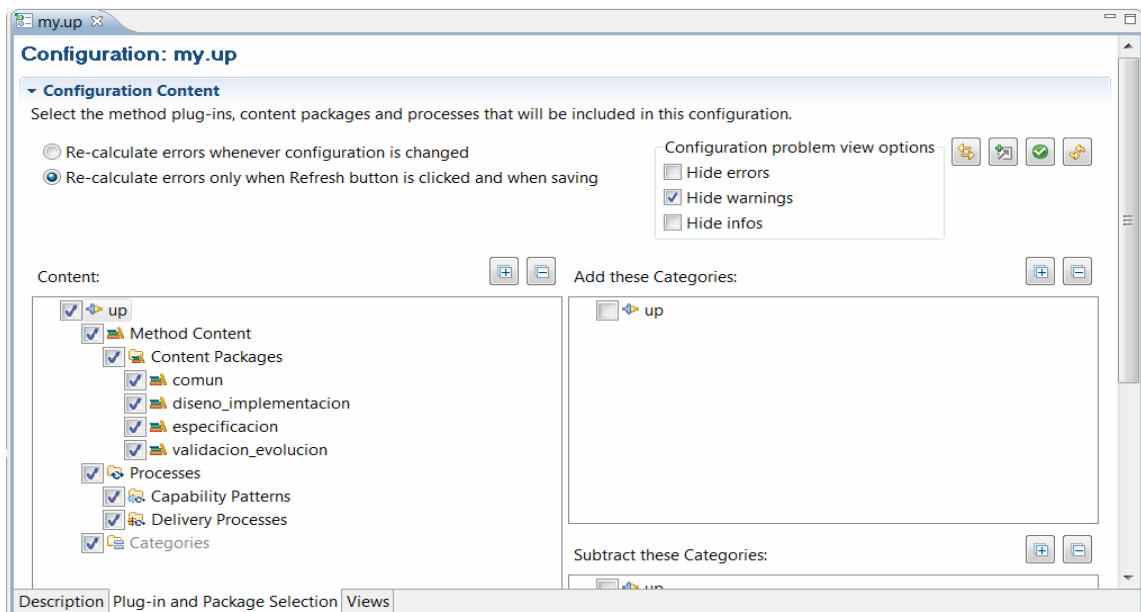 my.up
Configuration: my.up
Configuration Content
Select the method plug-ins, content packages and processes that will be included in this configuration.
Re-calculate errors whenever configuration is changed
Re-calculate errors only when Refresh button is clicked and when saving
Configuration problem view options
Hide errors
Hide warnings
Hide infos
Content:
up
Method Content
Content Packages
comun
diseno_implementacion
especificacion
validacion_evolucion
Processes
Capability Patterns
Delivery Processes
Categories
Add these Categories:
up
Subtract these Categories:
up
Description Plug-in and Package Selection Views